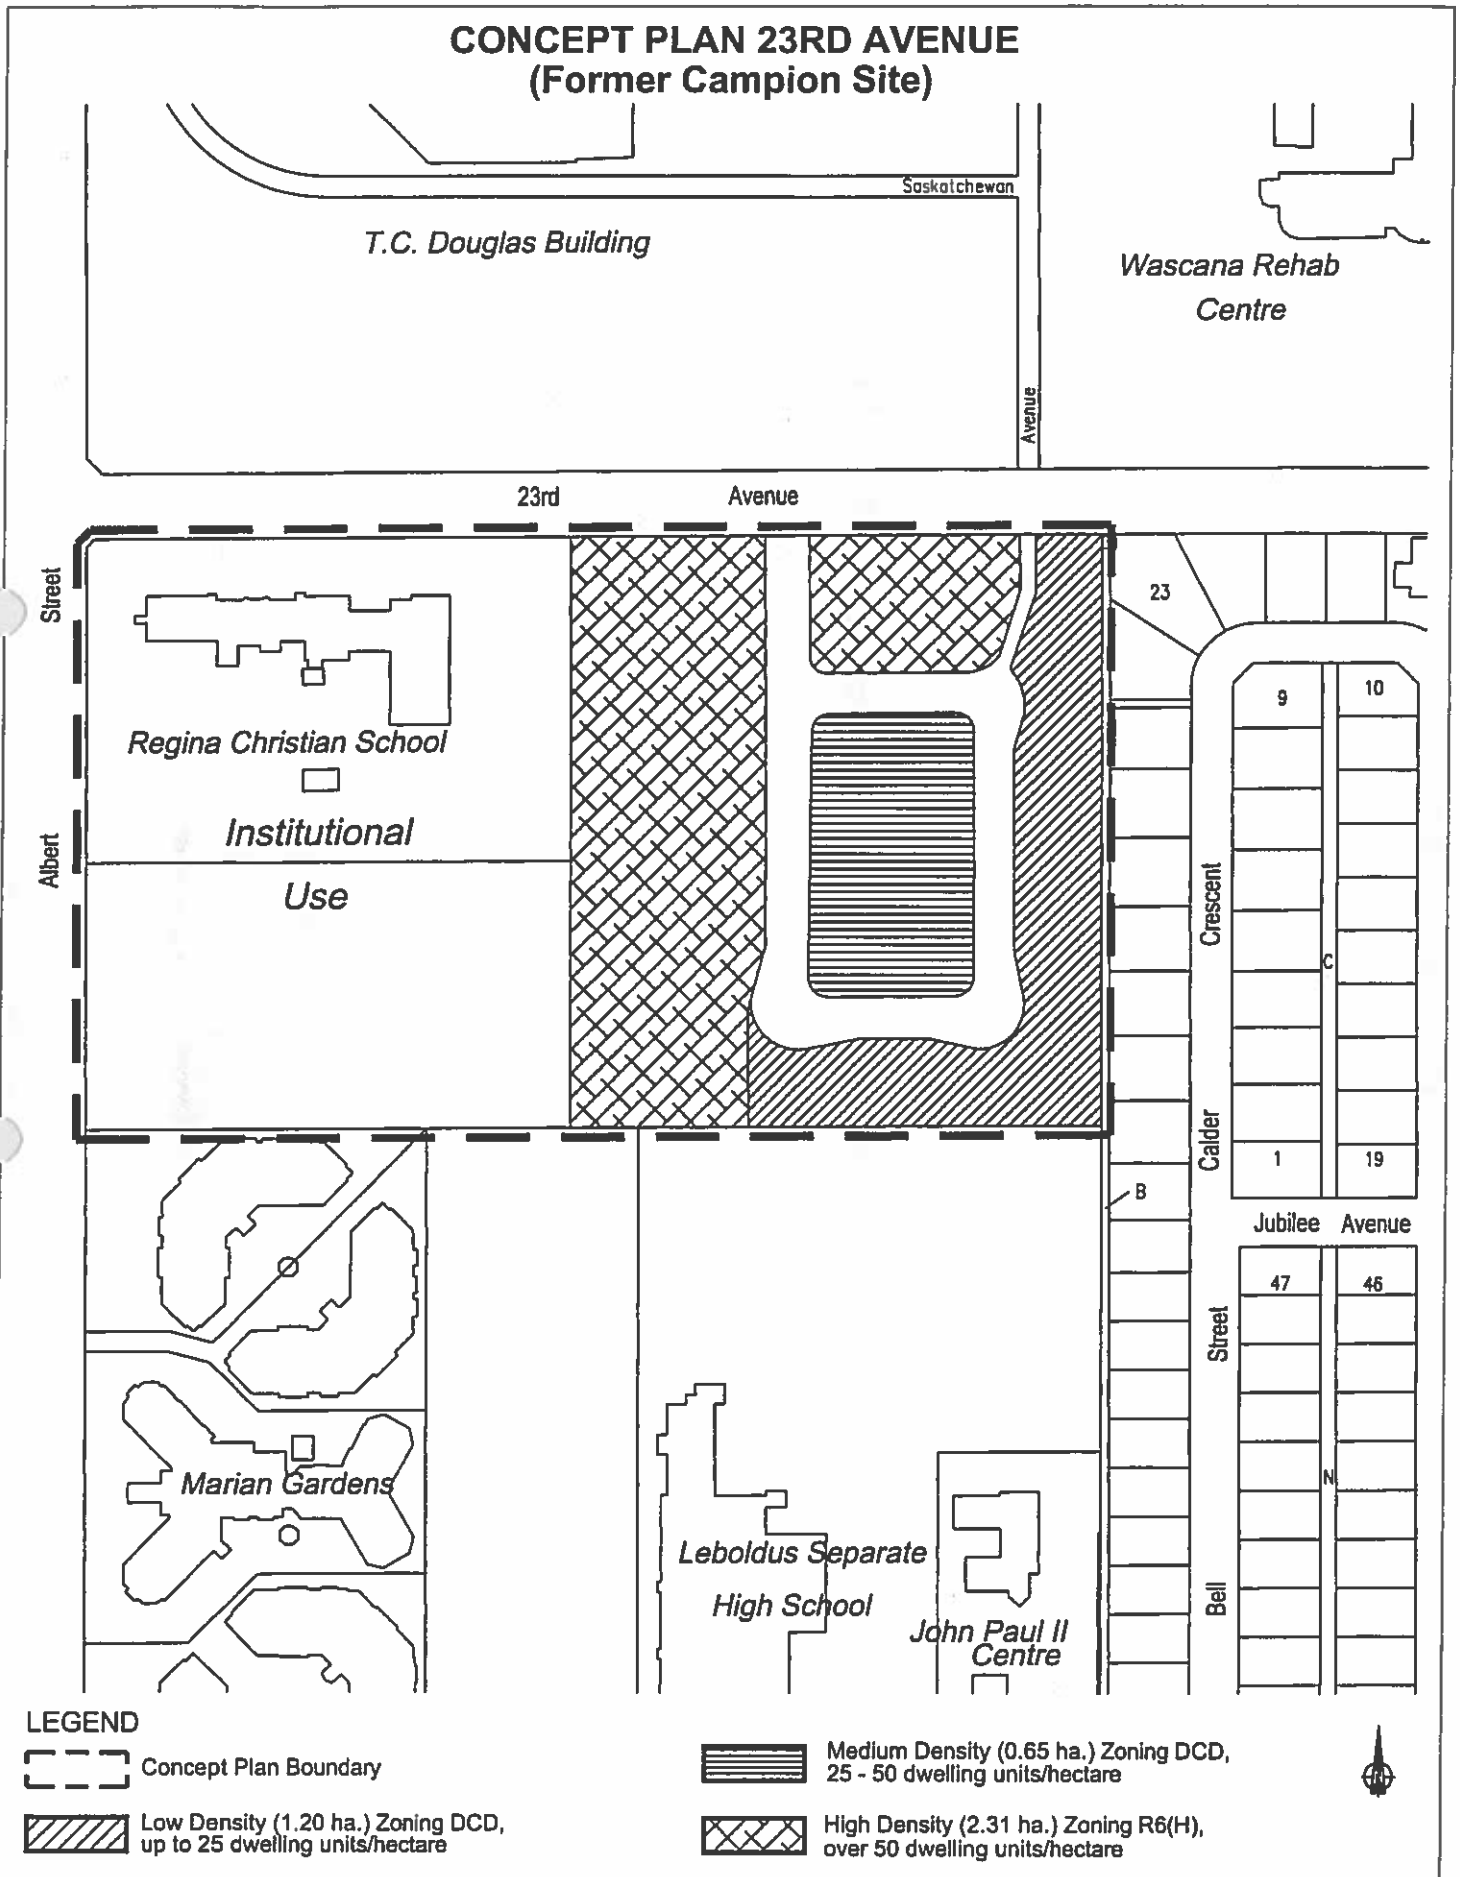 CONCEPT PLAN 23RD AVENUE
(Former Campion Site)
Saskatchewan
T.C. Douglas Building
Wascana Rehab
Centre
Avenue
23rd Avenue
Street
23
9
10
Regina Christian School
Institutional
Albert
Use
Crescent
C
Calder
1
19
B
Jubilee Avenue
47
46
Street
Marian Gardens
N
Leboldus Separate
High School
Bell
John Paul II
Centre
LEGEND
Concept Plan Boundary
Low Density (1.20 ha.) Zoning DCD,
up to 25 dwelling units/hectare
Medium Density (0.65 ha.) Zoning DCD,
25 - 50 dwelling units/hectare
High Density (2.31 ha.) Zoning R6(H),
over 50 dwelling units/hectare